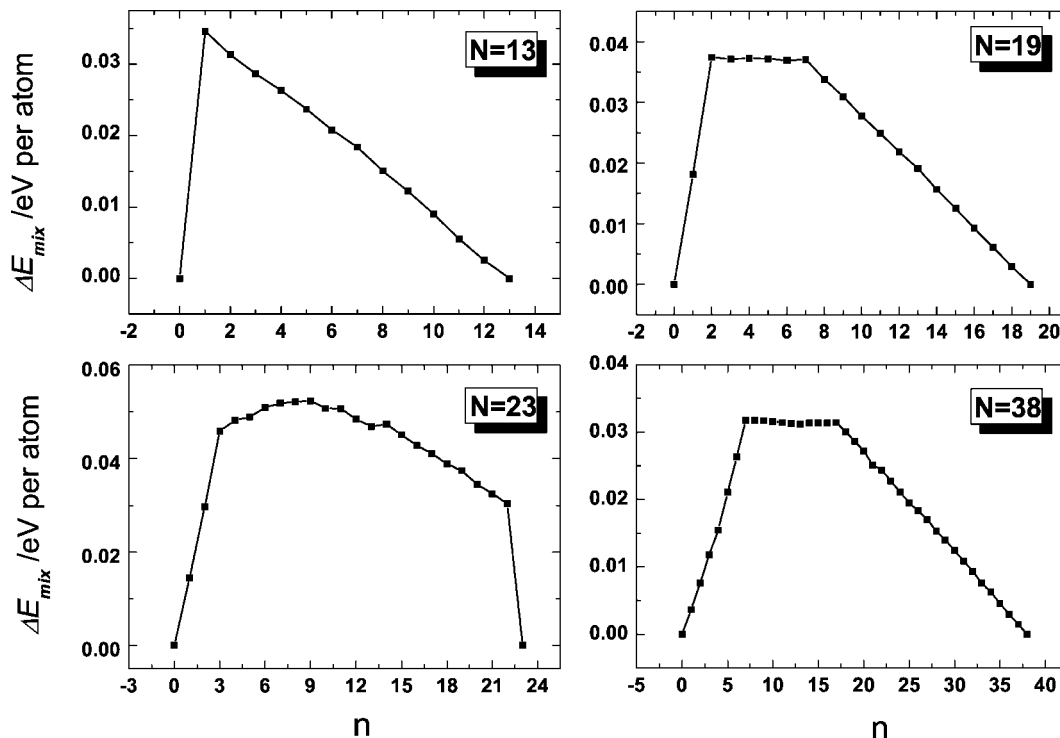 N=13
ΔE_mix /eV per atom
0.03
0.02
0.01
0.00
-2 0 2 4 6 8 10 12 14
N=19
0.04
0.03
0.02
0.01
0.00
-2 0 2 4 6 8 10 12 14 16 18 20
N=23
ΔE_mix /eV per atom
0.06
0.04
0.02
0.00
-3 0 3 6 9 12 15 18 21 24
n
N=38
0.04
0.03
0.02
0.01
0.00
-5 0 5 10 15 20 25 30 35 40
n